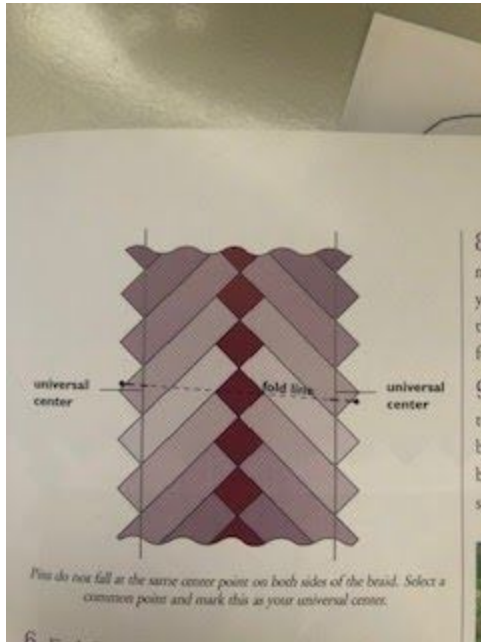 universal
center
fold line
universal
center
Pins do not fall at the same center point on both sides of the braid. Select a
common point and mark this as your universal center.
6.